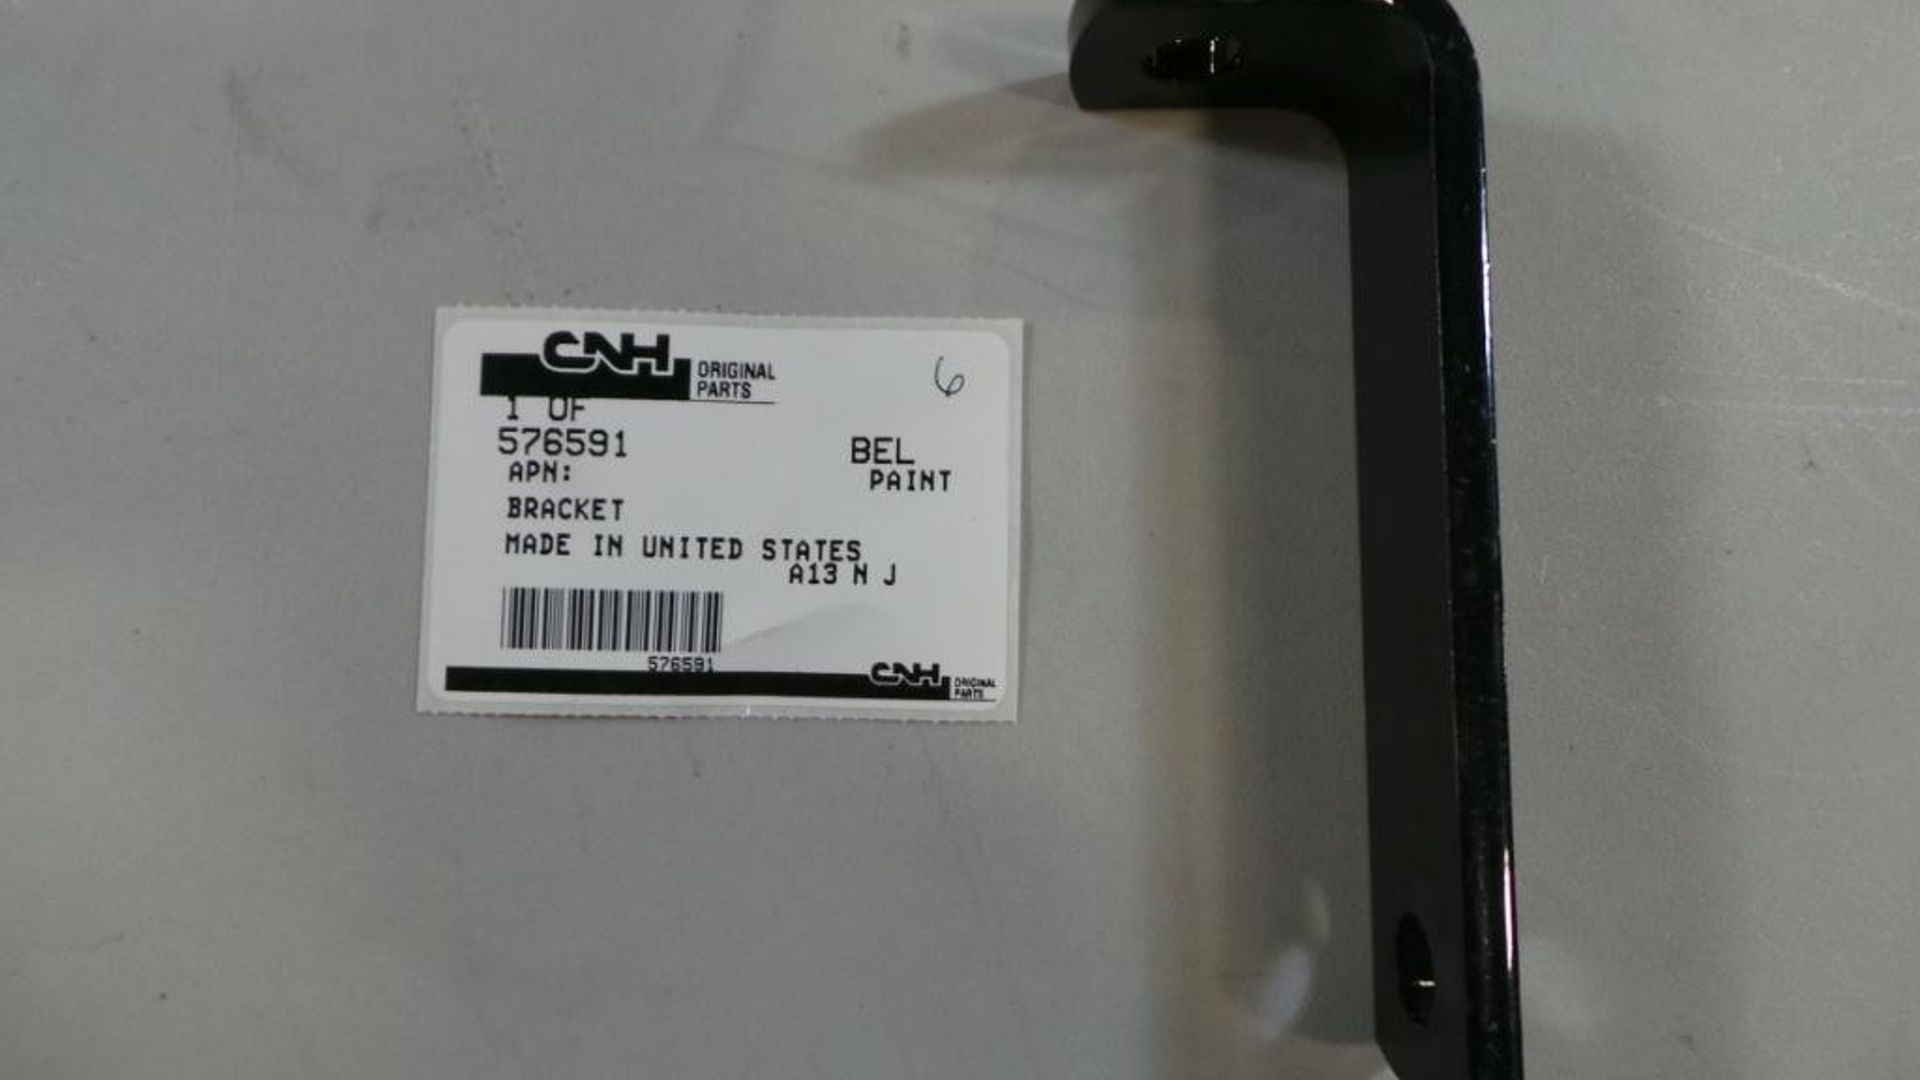 CNH ORIGINAL PARTS
6
1 OF
576591 BEL
APN: PAINT
BRACKET
MADE IN UNITED STATES
A13 N J
576591
CNH ORIGINAL PARTS